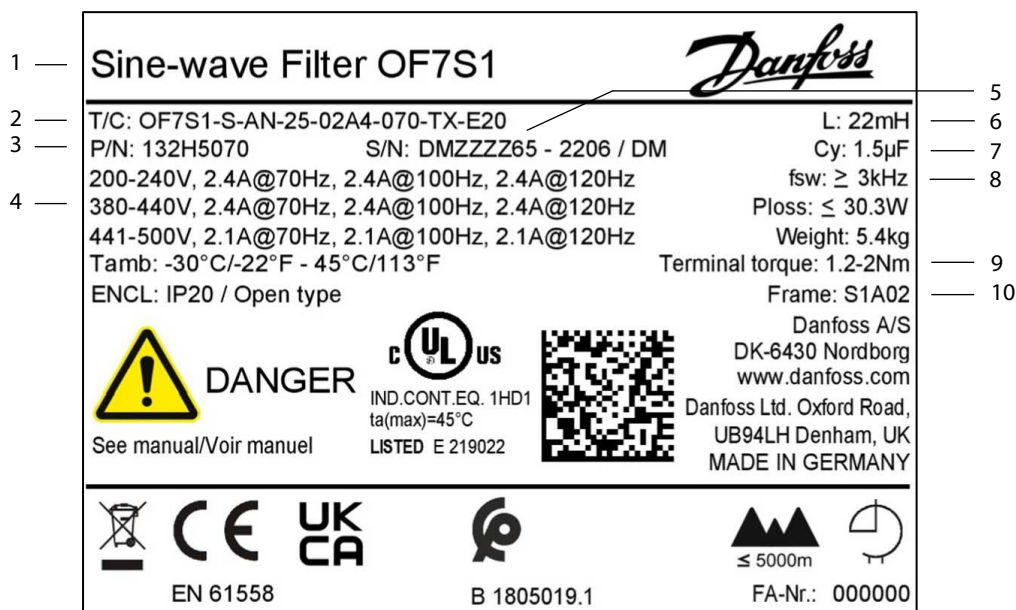 1
Sine-wave Filter OF7S1
Danfoss
5
2
T/C: OF7S1-S-AN-25-02A4-070-TX-E20
L: 22mH
6
3
P/N: 132H5070
S/N: DMZZZZ65 - 2206 / DM
Cy: 1.5µF
7
200-240V, 2.4A@70Hz, 2.4A@100Hz, 2.4A@120Hz
fsw: ≥ 3kHz
8
4
380-440V, 2.4A@70Hz, 2.4A@100Hz, 2.4A@120Hz
Ploss: ≤ 30.3W
441-500V, 2.1A@70Hz, 2.1A@100Hz, 2.1A@120Hz
Weight: 5.4kg
Tamb: -30°C/-22°F - 45°C/113°F
Terminal torque: 1.2-2Nm
9
ENCL: IP20 / Open type
Frame: S1A02
10
DANGER
See manual/Voir manuel
C UL US
IND.CONT.EQ. 1HD1
ta(max)=45°C
LISTED E 219022
Danfoss A/S
DK-6430 Nordborg
www.danfoss.com
Danfoss Ltd. Oxford Road,
UB94LH Denham, UK
MADE IN GERMANY
CE
UK
CA
≤ 5000m
EN 61558
B 1805019.1
FA-Nr.: 000000